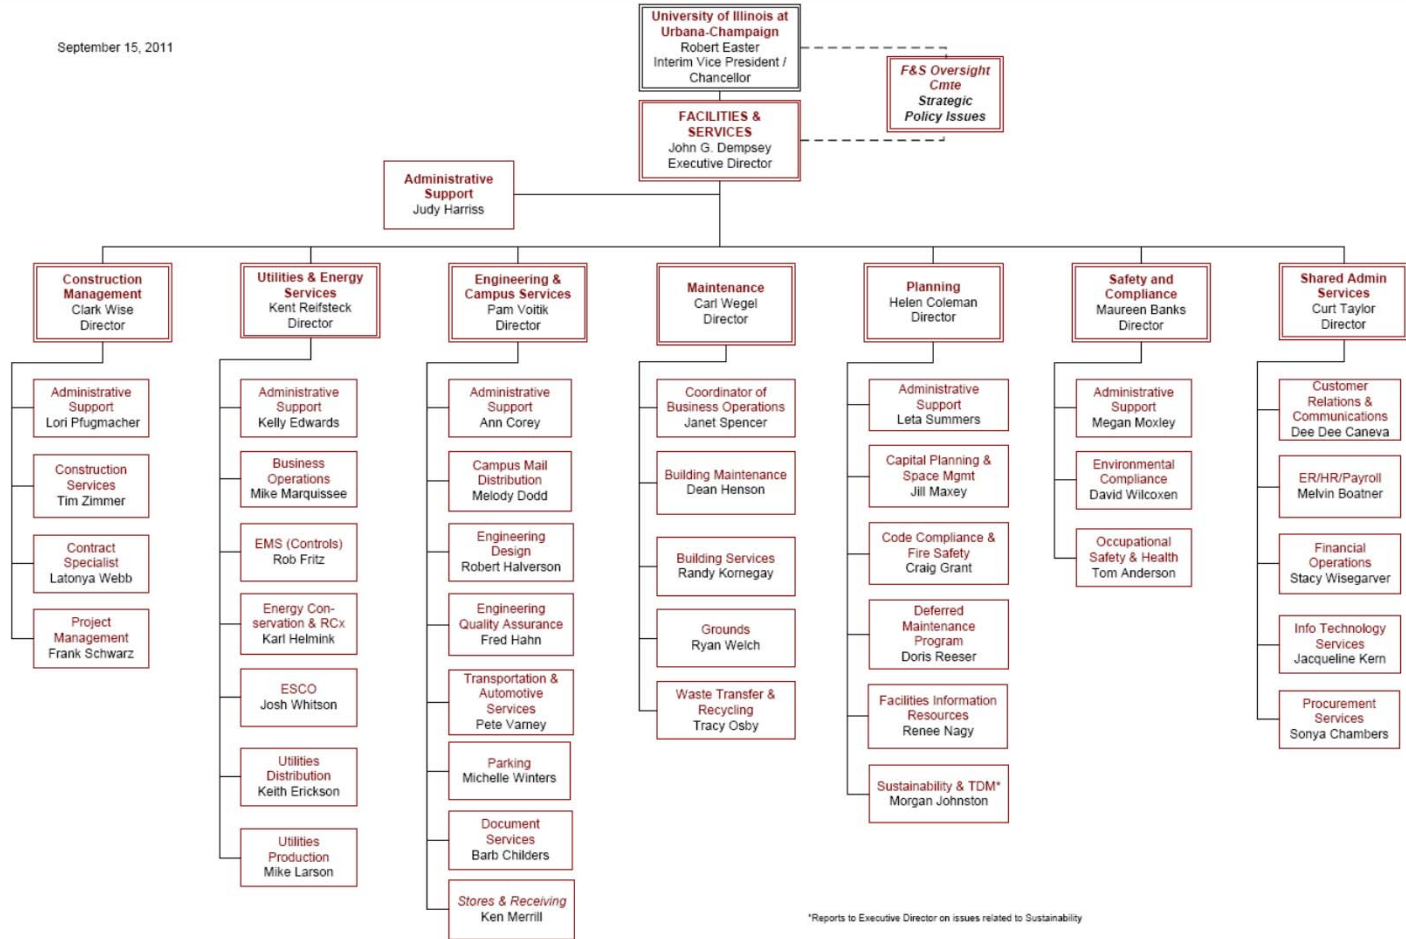 September 15, 2011
University of Illinois at
Urbana-Champaign
Robert Easter
Interim Vice President /
Chancellor
F&S Oversight
Cmte
Strategic
Policy Issues
FACILITIES &
SERVICES
John G. Dempsey
Executive Director
Administrative
Support
Judy Harriss
Construction
Management
Clark Wise
Director
Administrative
Support
Lori Pfugmacher
Construction
Services
Tim Zimmer
Contract
Specialist
Latonya Webb
Project
Management
Frank Schwarz
Utilities & Energy
Services
Kent Reifsteck
Director
Administrative
Support
Kelly Edwards
Business
Operations
Mike Marquissee
EMS (Controls)
Rob Fritz
Energy Con-
servation & RCx
Karl Helmink
ESCO
Josh Whitson
Utilities
Distribution
Keith Erickson
Utilities
Production
Mike Larson
Engineering &
Campus Services
Pam Voitik
Director
Administrative
Support
Ann Corey
Campus Mail
Distribution
Melody Dodd
Engineering
Design
Robert Halverson
Engineering
Quality Assurance
Fred Hahn
Transportation &
Automotive
Services
Pete Varney
Parking
Michelle Winters
Document
Services
Barb Childers
Stores & Receiving
Ken Merrill
Maintenance
Carl Wegel
Director
Coordinator of
Business Operations
Janet Spencer
Building Maintenance
Dean Henson
Building Services
Randy Kornegay
Grounds
Ryan Welch
Waste Transfer &
Recycling
Tracy Osby
Planning
Helen Coleman
Director
Administrative
Support
Leta Summers
Capital Planning &
Space Mgmt
Jill Maxey
Code Compliance &
Fire Safety
Craig Grant
Deferred
Maintenance
Program
Doris Reeser
Facilities Information
Resources
Renee Nagy
Sustainability & TDM*
Morgan Johnston
Safety and
Compliance
Maureen Banks
Director
Administrative
Support
Megan Moxley
Environmental
Compliance
David Wilcoxen
Occupational
Safety & Health
Tom Anderson
Shared Admin
Services
Curt Taylor
Director
Customer
Relations &
Communications
Dee Dee Caneva
ER/HR/Payroll
Melvin Boatner
Financial
Operations
Stacy Wisegarver
Info Technology
Services
Jacqueline Kern
Procurement
Services
Sonya Chambers
*Reports to Executive Director on issues related to Sustainability